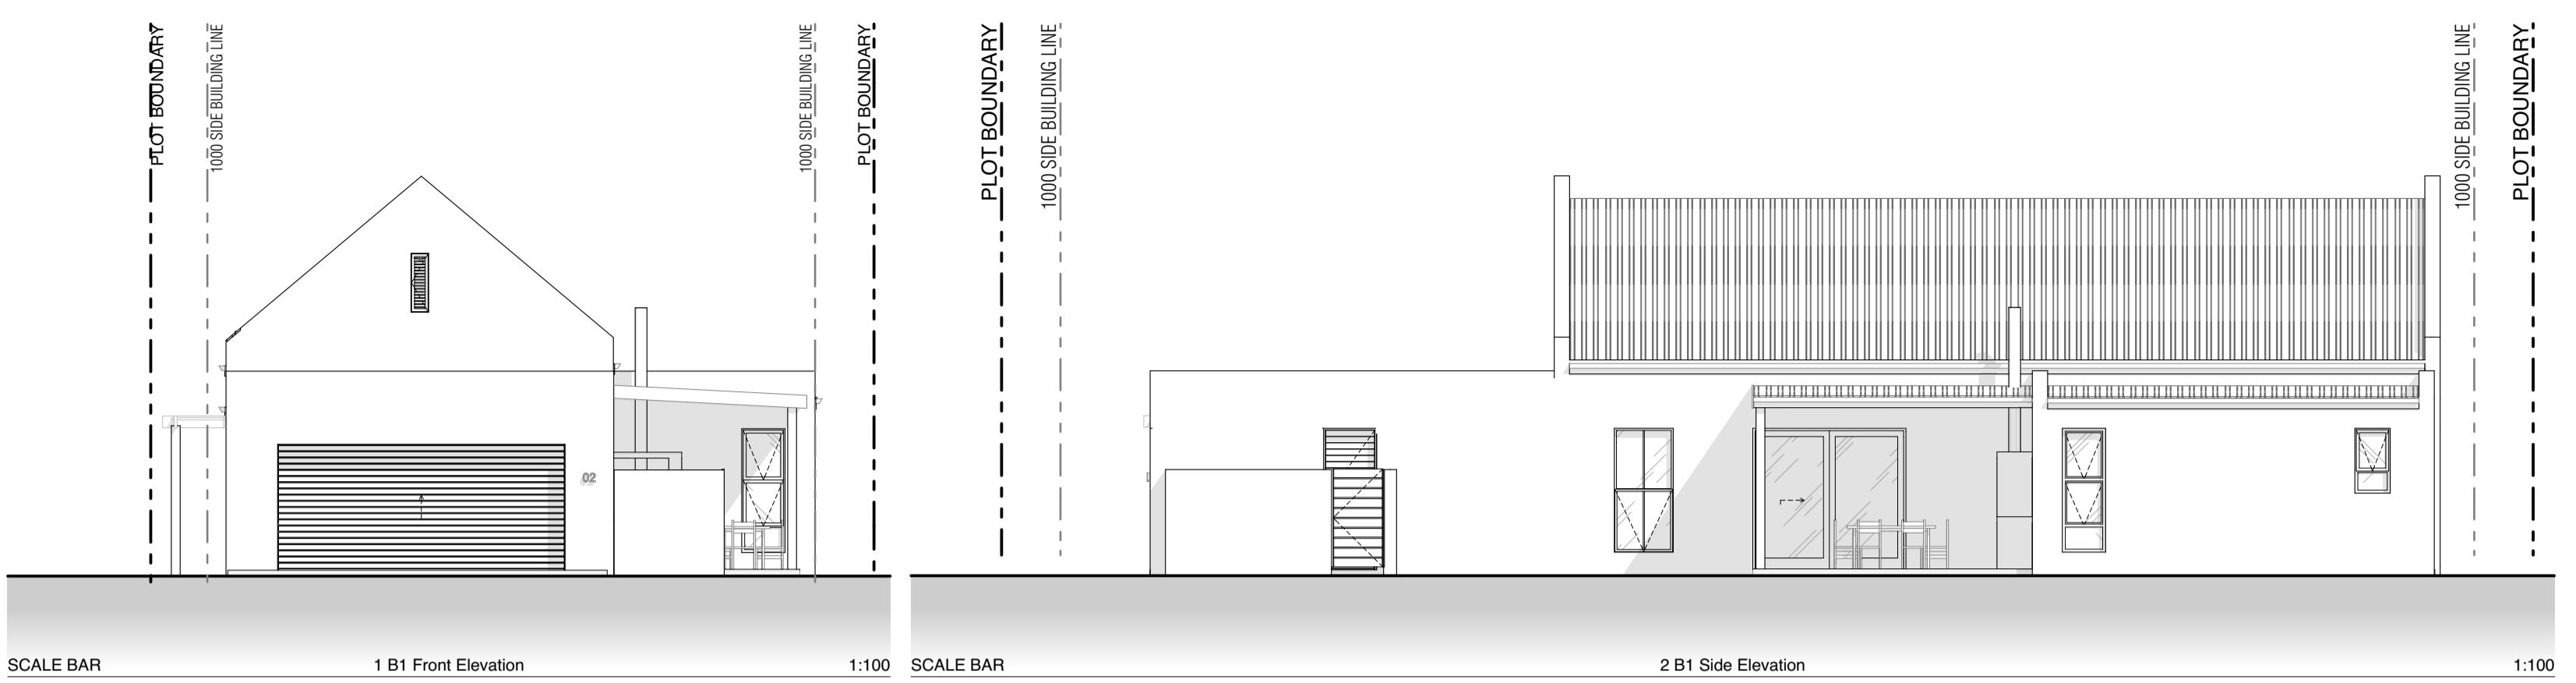 PLOT BOUNDARY
1000 SIDE BUILDING LINE
1000 SIDE BUILDING LINE
PLOT BOUNDARY
PLOT BOUNDARY
1000 SIDE BUILDING LINE
1000 SIDE BUILDING LINE
PLOT BOUNDARY
02
SCALE BAR
1 B1 Front Elevation
1:100
SCALE BAR
2 B1 Side Elevation
1:100